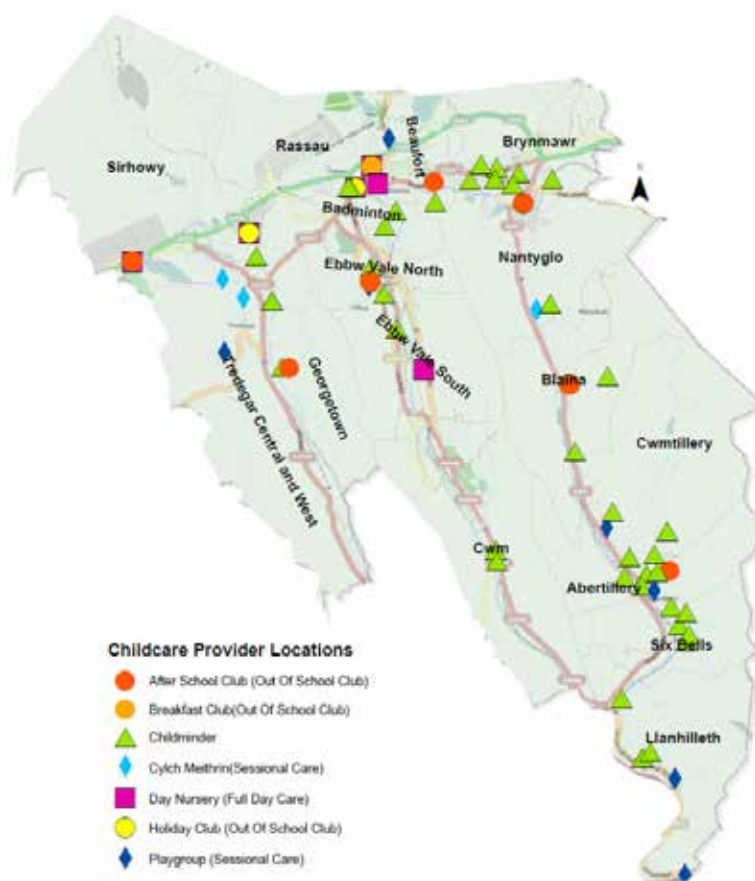 Beaufort
Rassau
Brynmawr
Sirhowy
Badminton
Nantyglo
Ebbw Vale North
Ebbw Vale South
Blaina
Georgetown
Tredegar Central and West
Cwmtillery
Cwm
Abertillery
Six Bells
Llanhilleth
Childcare Provider Locations
After School Club (Out Of School Club)
Breakfast Club(Out Of School Club)
Childminder
Cylch Meithrin(Sessional Care)
Day Nursery (Full Day Care)
Holiday Club (Out Of School Club)
Playgroup (Sessional Care)